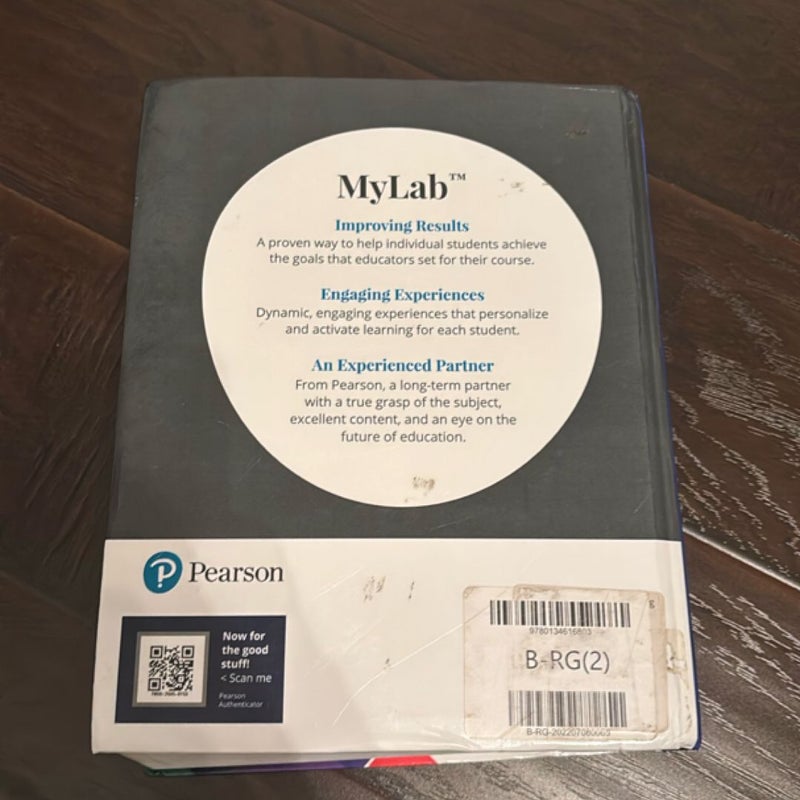 MyLab™
Improving Results
A proven way to help individual students achieve
the goals that educators set for their course.
Engaging Experiences
Dynamic, engaging experiences that personalize
and activate learning for each student.
An Experienced Partner
From Pearson, a long-term partner
with a true grasp of the subject,
excellent content, and an eye on the
future of education.
Pearson
Now for
the good
stuff!
< Scan me
Pearson
Authenticator
B-RG(2)